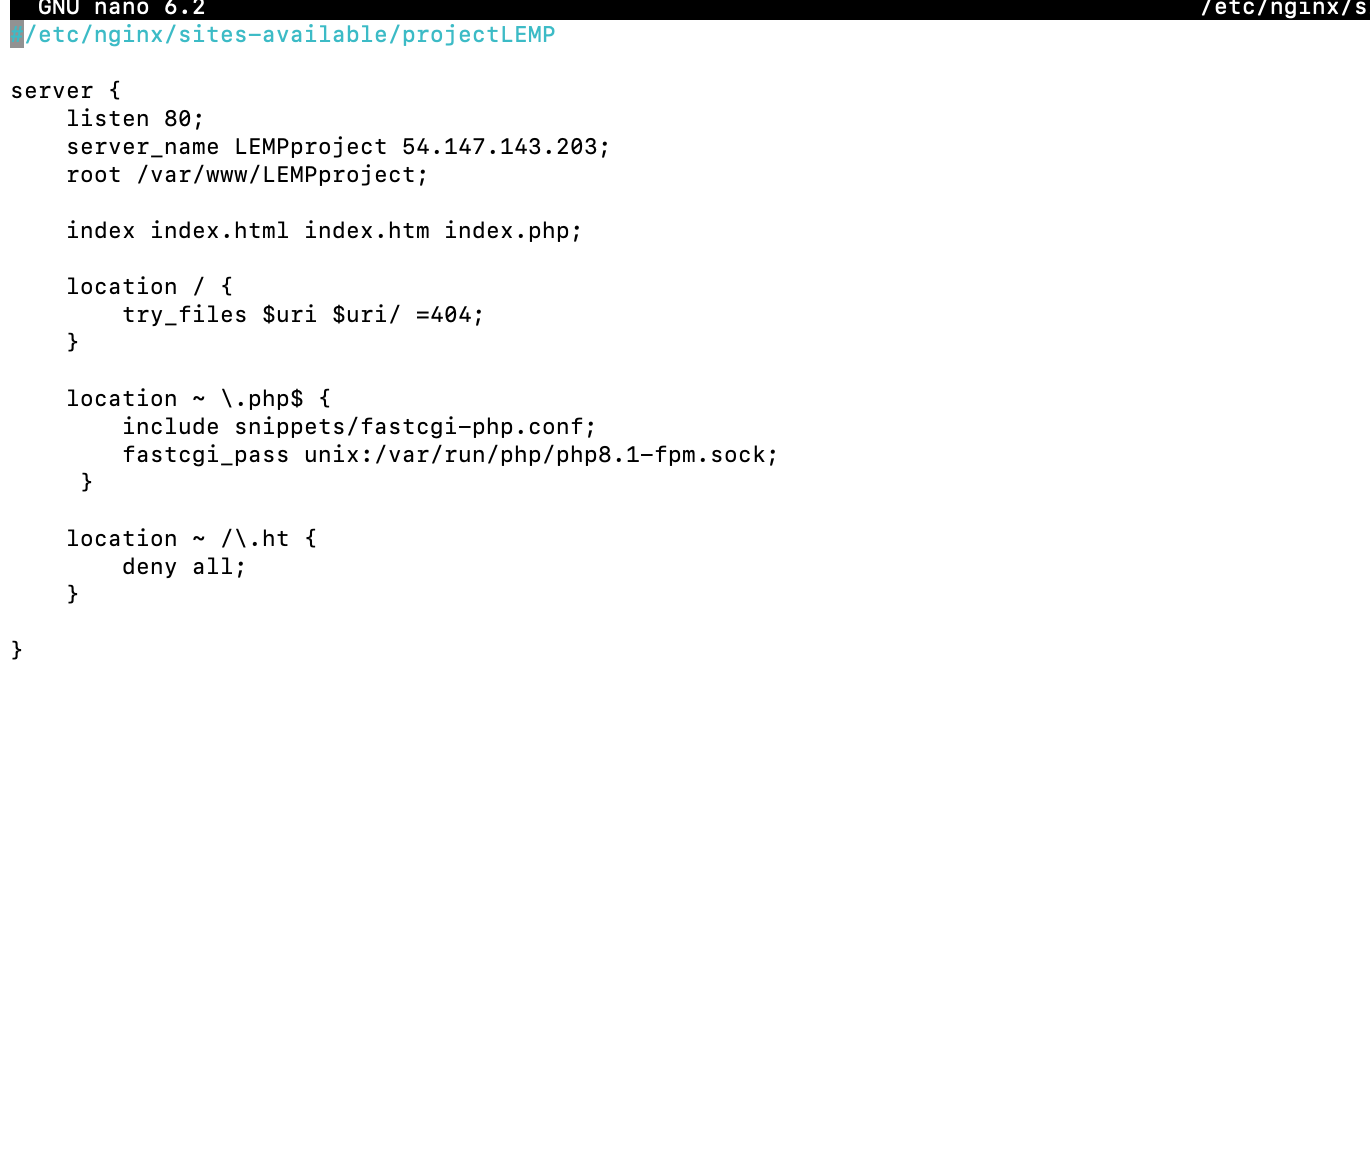 GNU nano 6.2 /etc/nginx/s
#/etc/nginx/sites-available/projectLEMP
server {
listen 80;
server_name LEMPproject 54.147.143.203;
root /var/www/LEMPproject;
index index.html index.htm index.php;
location / {
try_files $uri $uri/ =404;
}
location ~ \.php$ {
include snippets/fastcgi-php.conf;
fastcgi_pass unix:/var/run/php/php8.1-fpm.sock;
}
location ~ /\.ht {
deny all;
}
}